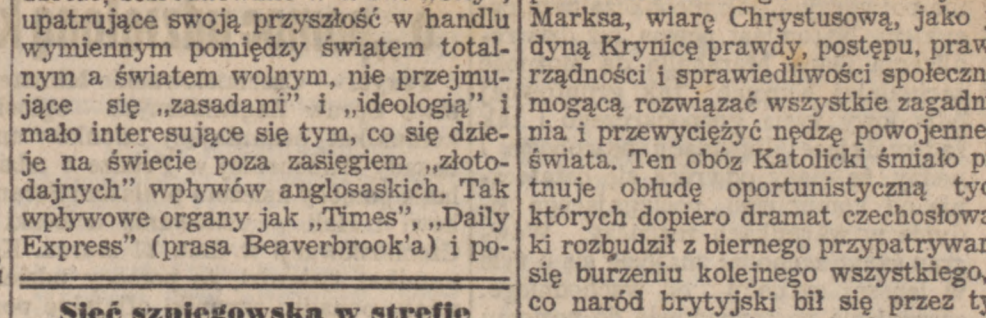 upatrujące swoją przyszłość w handlu
wymiennym pomiędzy światem total-
nym a światem wolnym, nie przejmu-
jące się „zasadami” i „ideologią” i
mało interesujące się tym, co się dzie-
je na świecie poza zasięgiem „złoto-
dajnych” wpływów anglosaskich. Tak
wpływowe organy jak „Times”, „Daily
Express” (prasa Beaverbrook'a) i po-
Sieć szpiegowska w strefie
Marksa, wiarę Chrystusową, jako
dyną Krynicę prawdy, postępu, praw
rządności i sprawiedliwości społeczn
mogącą rozwiązać wszystkie zagadn
nia i przewyciężyć nędzę powojenne
świata. Ten obóz Katolicki śmiało p
tnuje obłudę oportunistyczną tyc
których dopiero dramat czechosłowa
ki rozbudził z biernego przypatrywan
się burzeniu kolejnego wszystkiego,
co naród brytyjski bił się przez ty